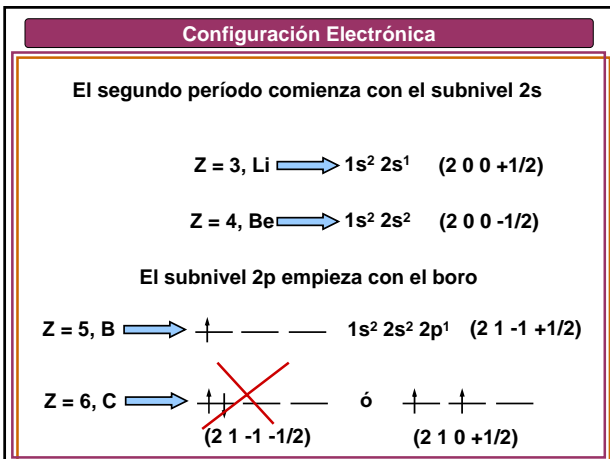 Configuración Electrónica
El segundo período comienza con el subnivel 2s
Z = 3, Li 1s² 2s¹ (2 0 0 +1/2)
Z = 4, Be 1s² 2s² (2 0 0 -1/2)
El subnivel 2p empieza con el boro
Z = 5, B 1s² 2s² 2p¹ (2 1 -1 +1/2)
Z = 6, C ó
(2 1 -1 -1/2) (2 1 0 +1/2)